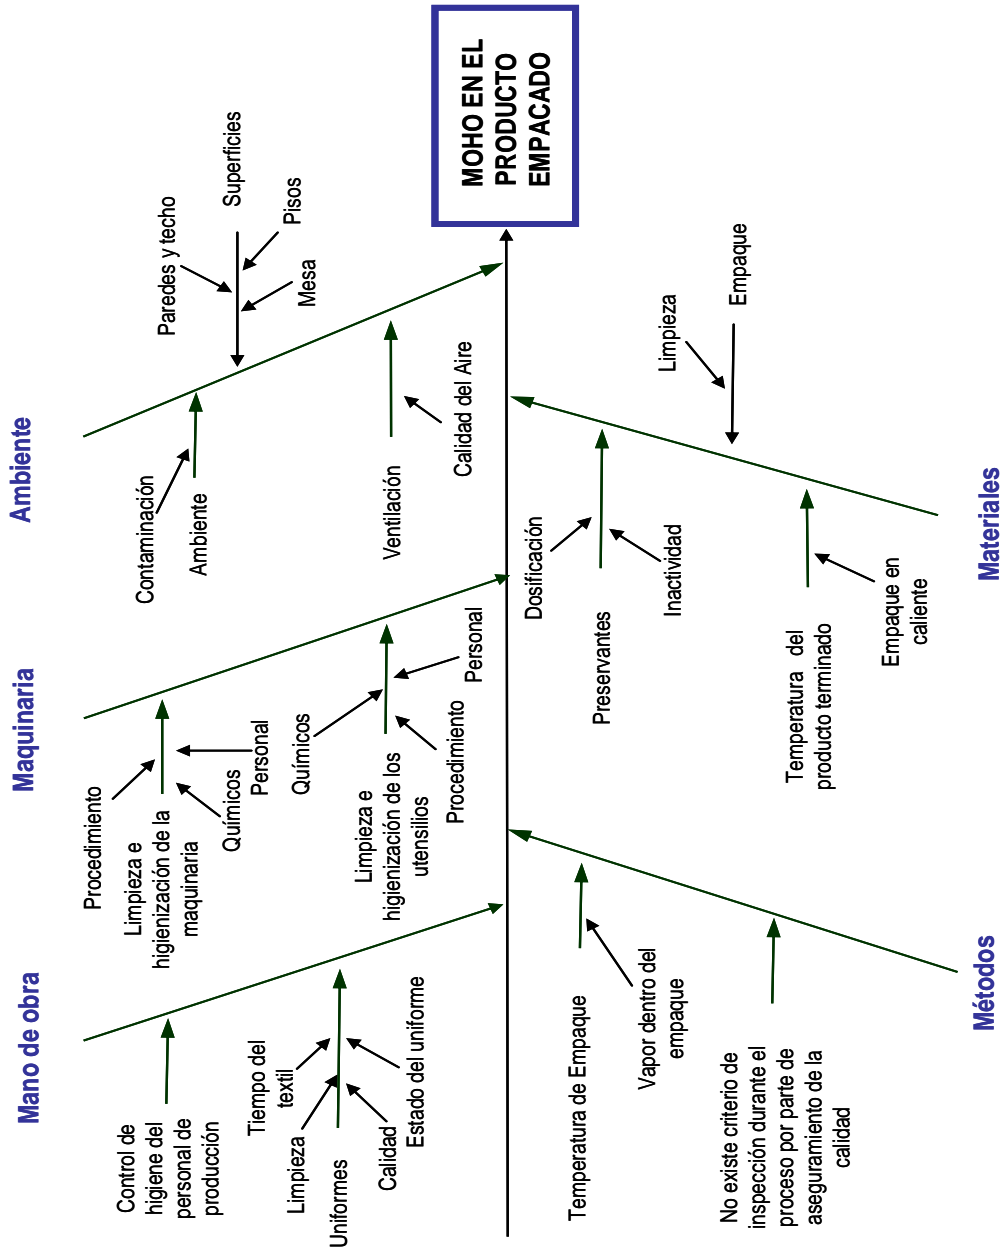 Mano de obra
Maquinaria
Ambiente
Control de
higiene del
personal de
producción
Tiempo del
textil
Limpieza
Uniformes
Calidad
Estado del uniforme
Procedimiento
Limpieza e
higienización de la
maquinaria
Químicos
Personal
Químicos
Limpieza e
higienización de los
utensilios
Procedimiento
Personal
Contaminación
Ambiente
Paredes y techo
Superficies
Pisos
Mesa
Ventilación
Calidad del Aire
MOHO EN EL
PRODUCTO
EMPACADO
Temperatura de Empaque
Vapor dentro del
empaque
No existe criterio de
inspección durante el
proceso por parte de
aseguramiento de la
calidad
Dosificación
Preservantes
Inactividad
Temperatura del
producto terminado
Empaque en
caliente
Limpieza
Empaque
Métodos
Materiales